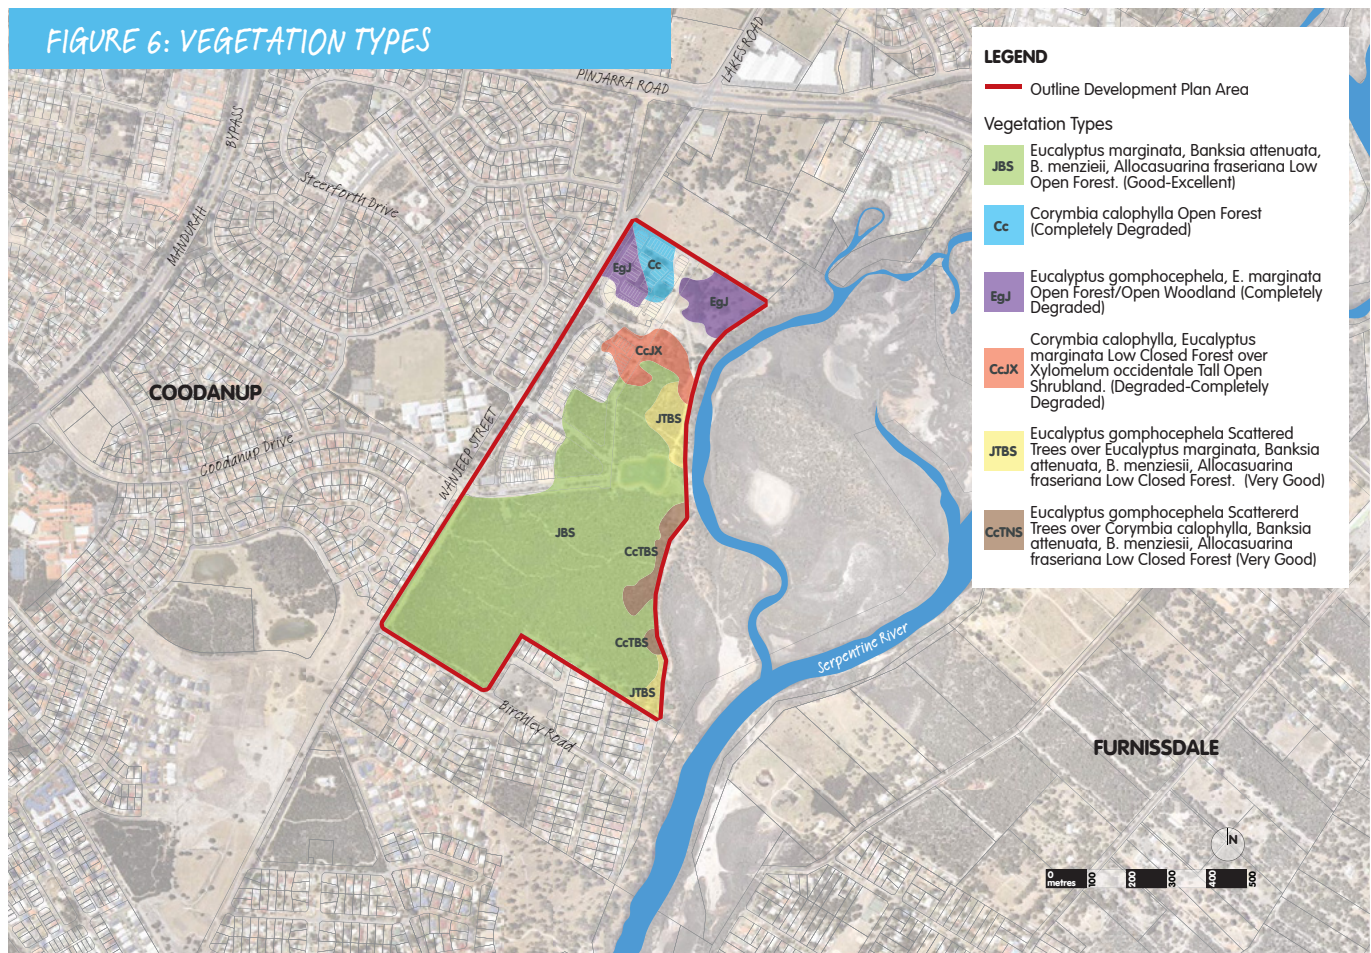 FIGURE 6: VEGETATION TYPES
LEGEND
Outline Development Plan Area
Vegetation Types
JBS
Eucalyptus marginata, Banksia attenuata,
B. menzieii, Allocasuarina fraseriana Low
Open Forest. (Good-Excellent)
Cc
Corymbia calophylla Open Forest
(Completely Degraded)
EgJ
Eucalyptus gomphocephela, E. marginata
Open Forest/Open Woodland (Completely
Degraded)
CcJX
Corymbia calophylla, Eucalyptus
marginata Low Closed Forest over
Xylomelum occidentale Tall Open
Shrubland. (Degraded-Completely
Degraded)
JTBS
Eucalyptus gomphocephela Scattered
Trees over Eucalyptus marginata, Banksia
attenuata, B. menziesii, Allocasuarina
fraseriana Low Closed Forest. (Very Good)
CcTNS
Eucalyptus gomphocephela Scattererd
Trees over Corymbia calophylla, Banksia
attenuata, B. menziesii, Allocasuarina
fraseriana Low Closed Forest (Very Good)
LAKES ROAD
PINJARRA ROAD
BYPASS
Steerforth Drive
MANDURAH
EgJ
Cc
EgJ
CcJX
COODANUP
JTBS
Coodanup Drive
WANJEEP STREET
JBS
CcTBS
CcTBS
Serpentine River
JTBS
Birchley Road
FURNISSDALE
N
0
metres
100
200
300
400
500